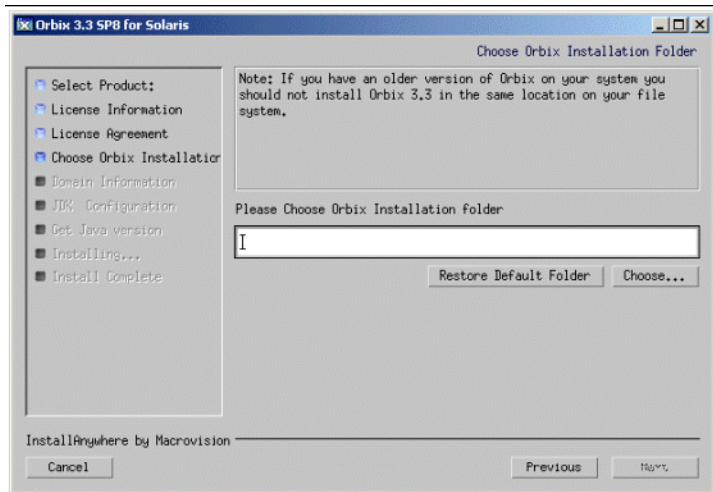 Orbix 3.3 SP8 for Solaris
Choose Orbix Installation Folder
Select Product:
License Information
License Agreement
Choose Orbix Installation
Domain Information
JDK Configuration
Get Java version
Installing...
Install Complete
Note: If you have an older version of Orbix on your system you
should not install Orbix 3.3 in the same location on your file
system.
Please Choose Orbix Installation folder
Restore Default Folder
Choose...
InstallAnywhere by Macrovision
Cancel
Previous
Next